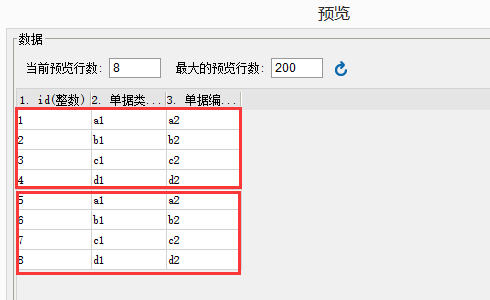 预览
数据
当前预览行数: 8 最大的预览行数: 200
1. id(整数) 2. 单据类... 3. 单据编...
1 a1 a2
2 b1 b2
3 c1 c2
4 d1 d2
5 a1 a2
6 b1 b2
7 c1 c2
8 d1 d2